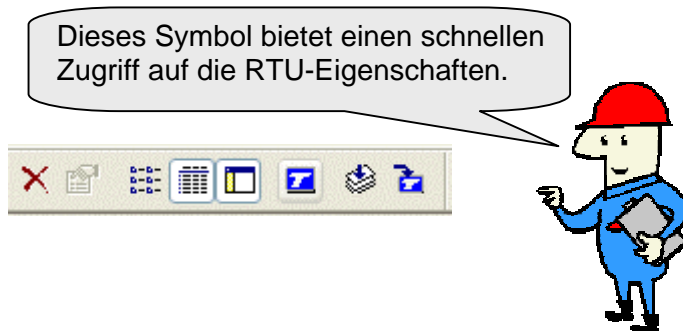 Dieses Symbol bietet einen schnellen
Zugriff auf die RTU-Eigenschaften.